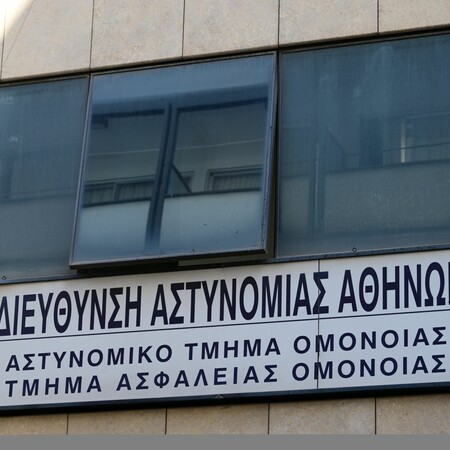 ΔΙΕΥΘΥΝΣΗ ΑΣΤΥΝΟΜΙΑΣ ΑΘΗΝΩ
ΑΣΤΥΝΟΜΙΚΟ ΤΜΗΜΑ ΟΜΟΝΟΙΑΣ
ΤΜΗΜΑ ΑΣΦΑΛΕΙΑΣ ΟΜΟΝΟΙΑΣ